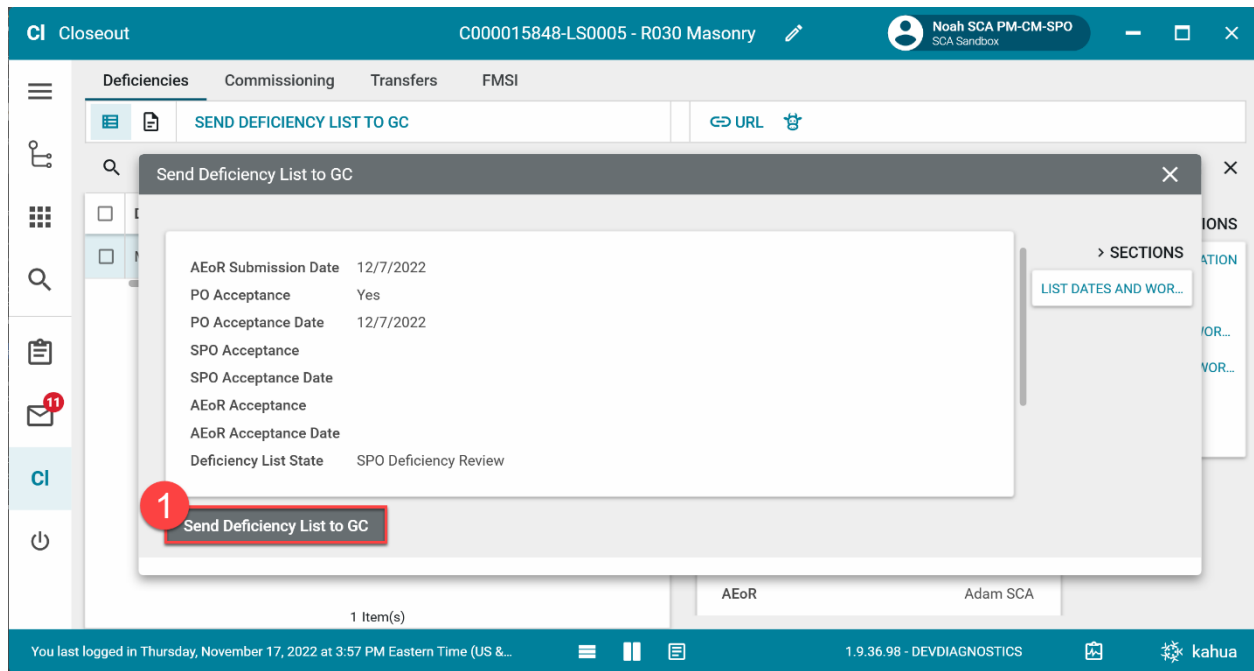 Cl Closeout
C000015848-LS0005 - R030 Masonry
Noah SCA PM-CM-SPO
SCA Sandbox
Deficiencies Commissioning Transfers FMSI
SEND DEFICIENCY LIST TO GC
URL
Send Deficiency List to GC
IONS
ATION
AEoR Submission Date 12/7/2022
PO Acceptance Yes
PO Acceptance Date 12/7/2022
SPO Acceptance
SPO Acceptance Date
AEoR Acceptance
AEoR Acceptance Date
Deficiency List State SPO Deficiency Review
> SECTIONS
LIST DATES AND WOR...
OR...
WOR...
11
Cl
1
Send Deficiency List to GC
AEoR Adam SCA
1 Item(s)
You last logged in Thursday, November 17, 2022 at 3:57 PM Eastern Time (US &...
1.9.36.98 - DEVDIAGNOSTICS
kahua